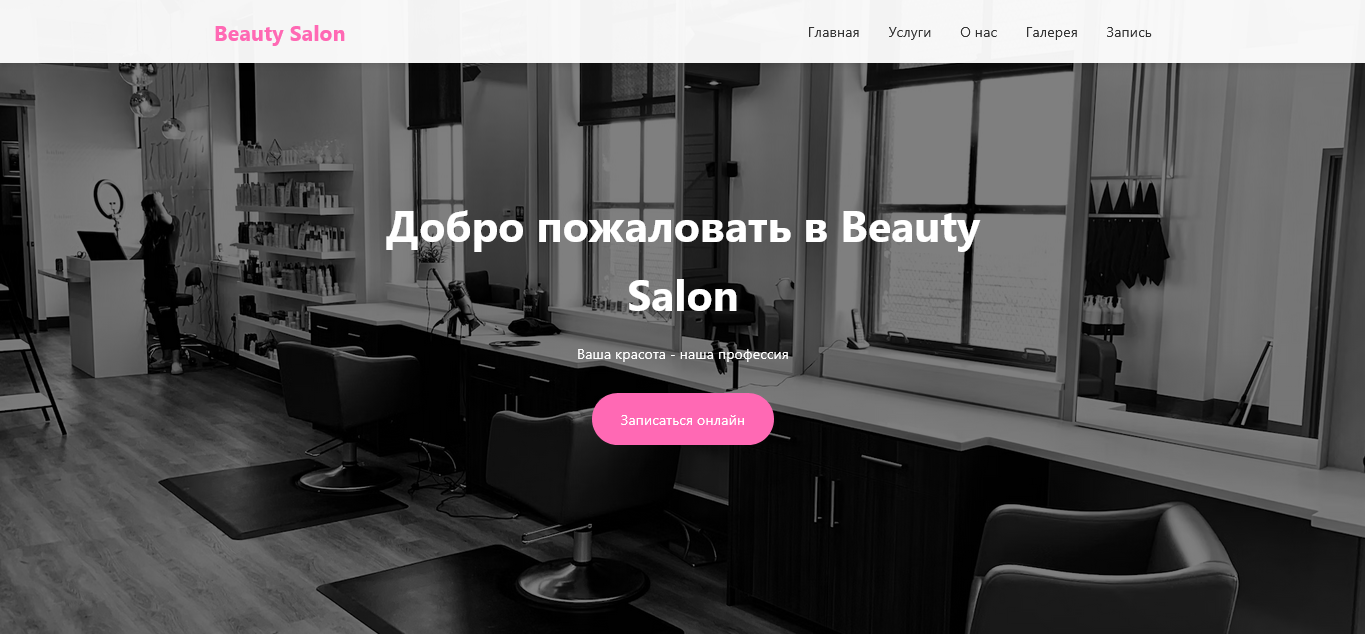 Beauty Salon
Главная Услуги О нас Галерея Запись
Добро пожаловать в Beauty
Salon
Ваша красота - наша профессия
Записаться онлайн